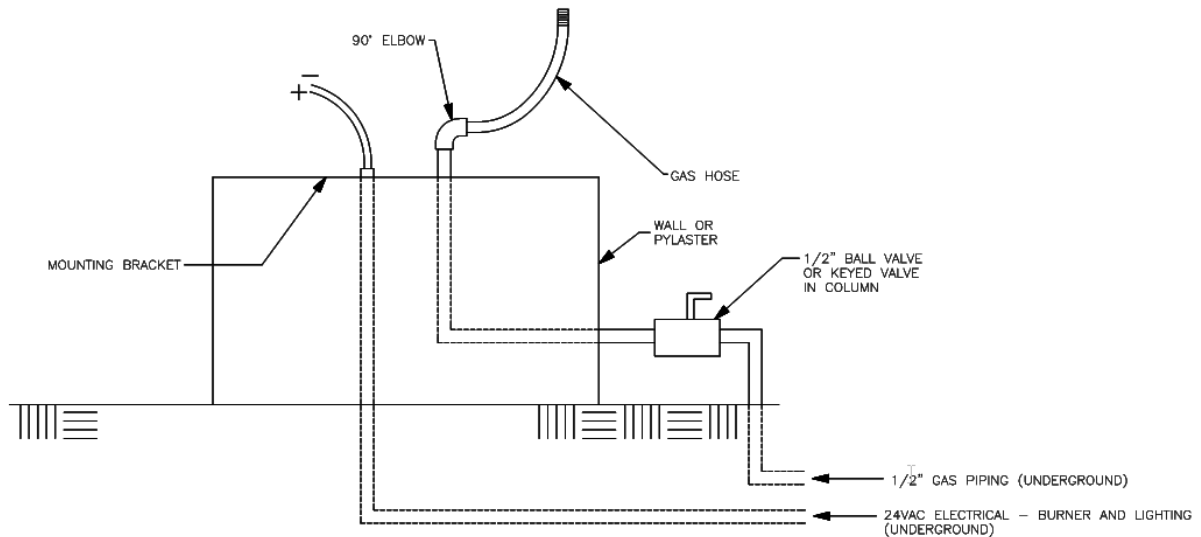 90° ELBOW
− 
+
GAS HOSE
WALL OR
PYLASTER
MOUNTING BRACKET
1/2" BALL VALVE
OR KEYED VALVE
IN COLUMN
1/2" GAS PIPING (UNDERGROUND)
24VAC ELECTRICAL – BURNER AND LIGHTING
(UNDERGROUND)